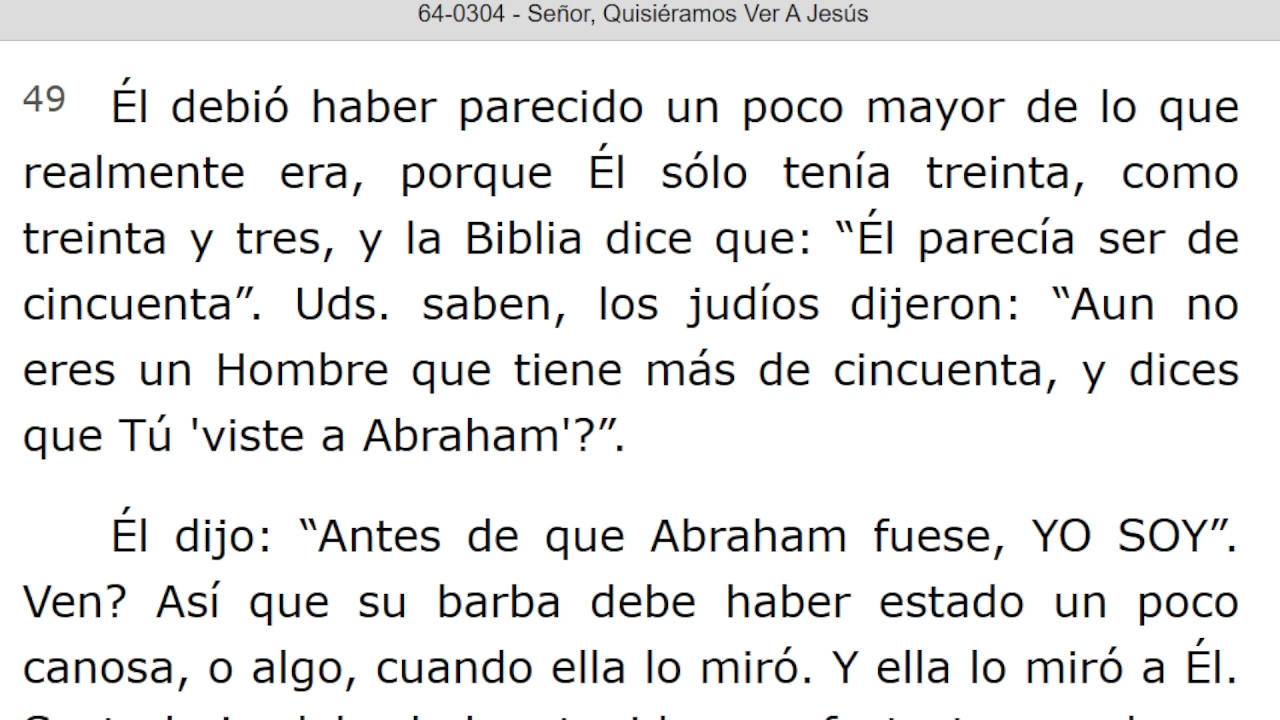 64-0304 - Señor, Quisiéramos Ver A Jesús
49 Él debió haber parecido un poco mayor de lo que
realmente era, porque Él sólo tenía treinta, como
treinta y tres, y la Biblia dice que: “Él parecía ser de
cincuenta”. Uds. saben, los judíos dijeron: “Aun no
eres un Hombre que tiene más de cincuenta, y dices
que Tú 'viste a Abraham'?”.
Él dijo: “Antes de que Abraham fuese, YO SOY”.
Ven? Así que su barba debe haber estado un poco
canosa, o algo, cuando ella lo miró. Y ella lo miró a Él.